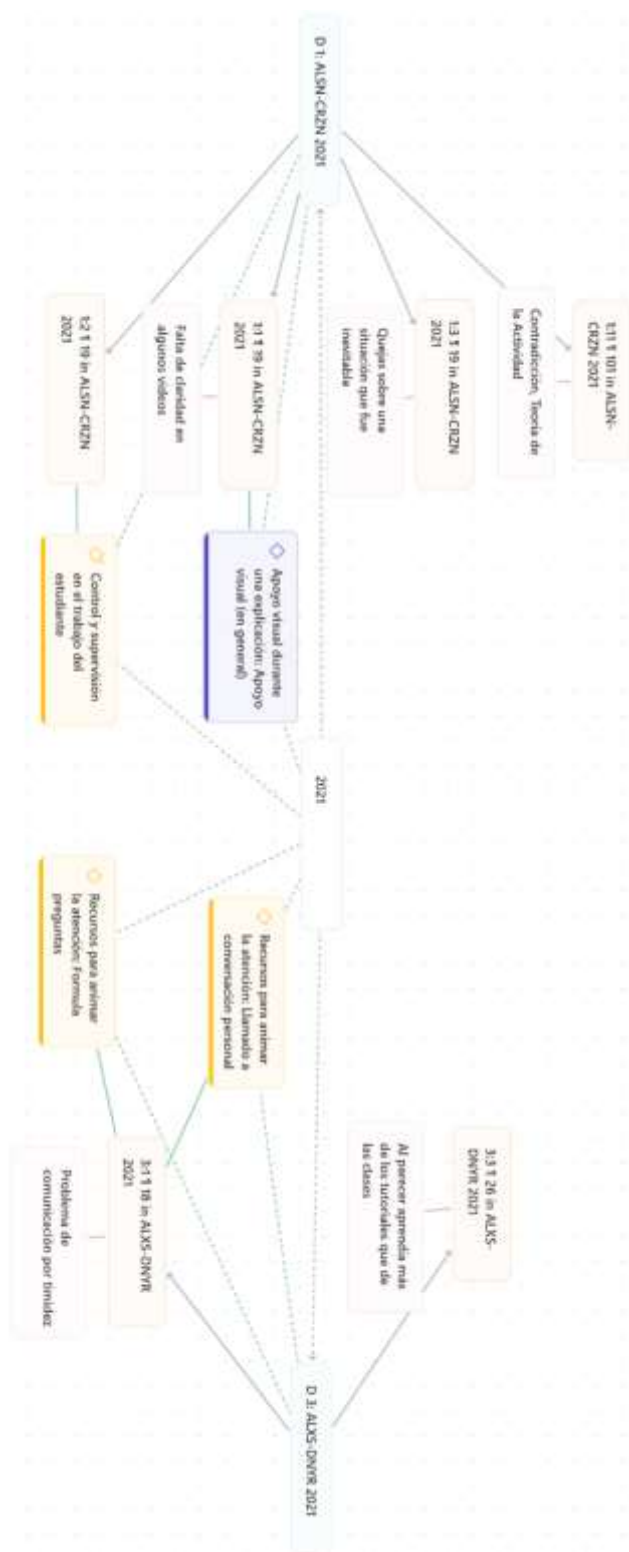 1:11 ¶ 101 in ALSN-
CRZN 2021
Contradicción, Teoría de
la Actividad
3:3 ¶ 26 in ALXS-
DNYR 2021
1:3 ¶ 19 in ALSN-CRZN
2021
Al parecer aprendía más
de los tutoriales que de
las clases
Quejas sobre una
situación que fue
inevitable
D 1: ALSN-CRZN 2021
2021
D 3: ALXS-DNYR 2021
1:1 ¶ 19 in ALSN-CRZN
2021
Apoyo visual durante
una explicación: Apoyo
visual (en general)
Recursos para animar
la atención: Llamado a
conversación personal
Falta de claridad en
algunos videos
3:1 ¶ 18 in ALXS-DNYR
2021
1:2 ¶ 19 in ALSN-CRZN
2021
Control y supervisión
en el trabajo del
estudiante
Recursos para animar
la atención: Formula
preguntas
Problema de
comunicación por timidez